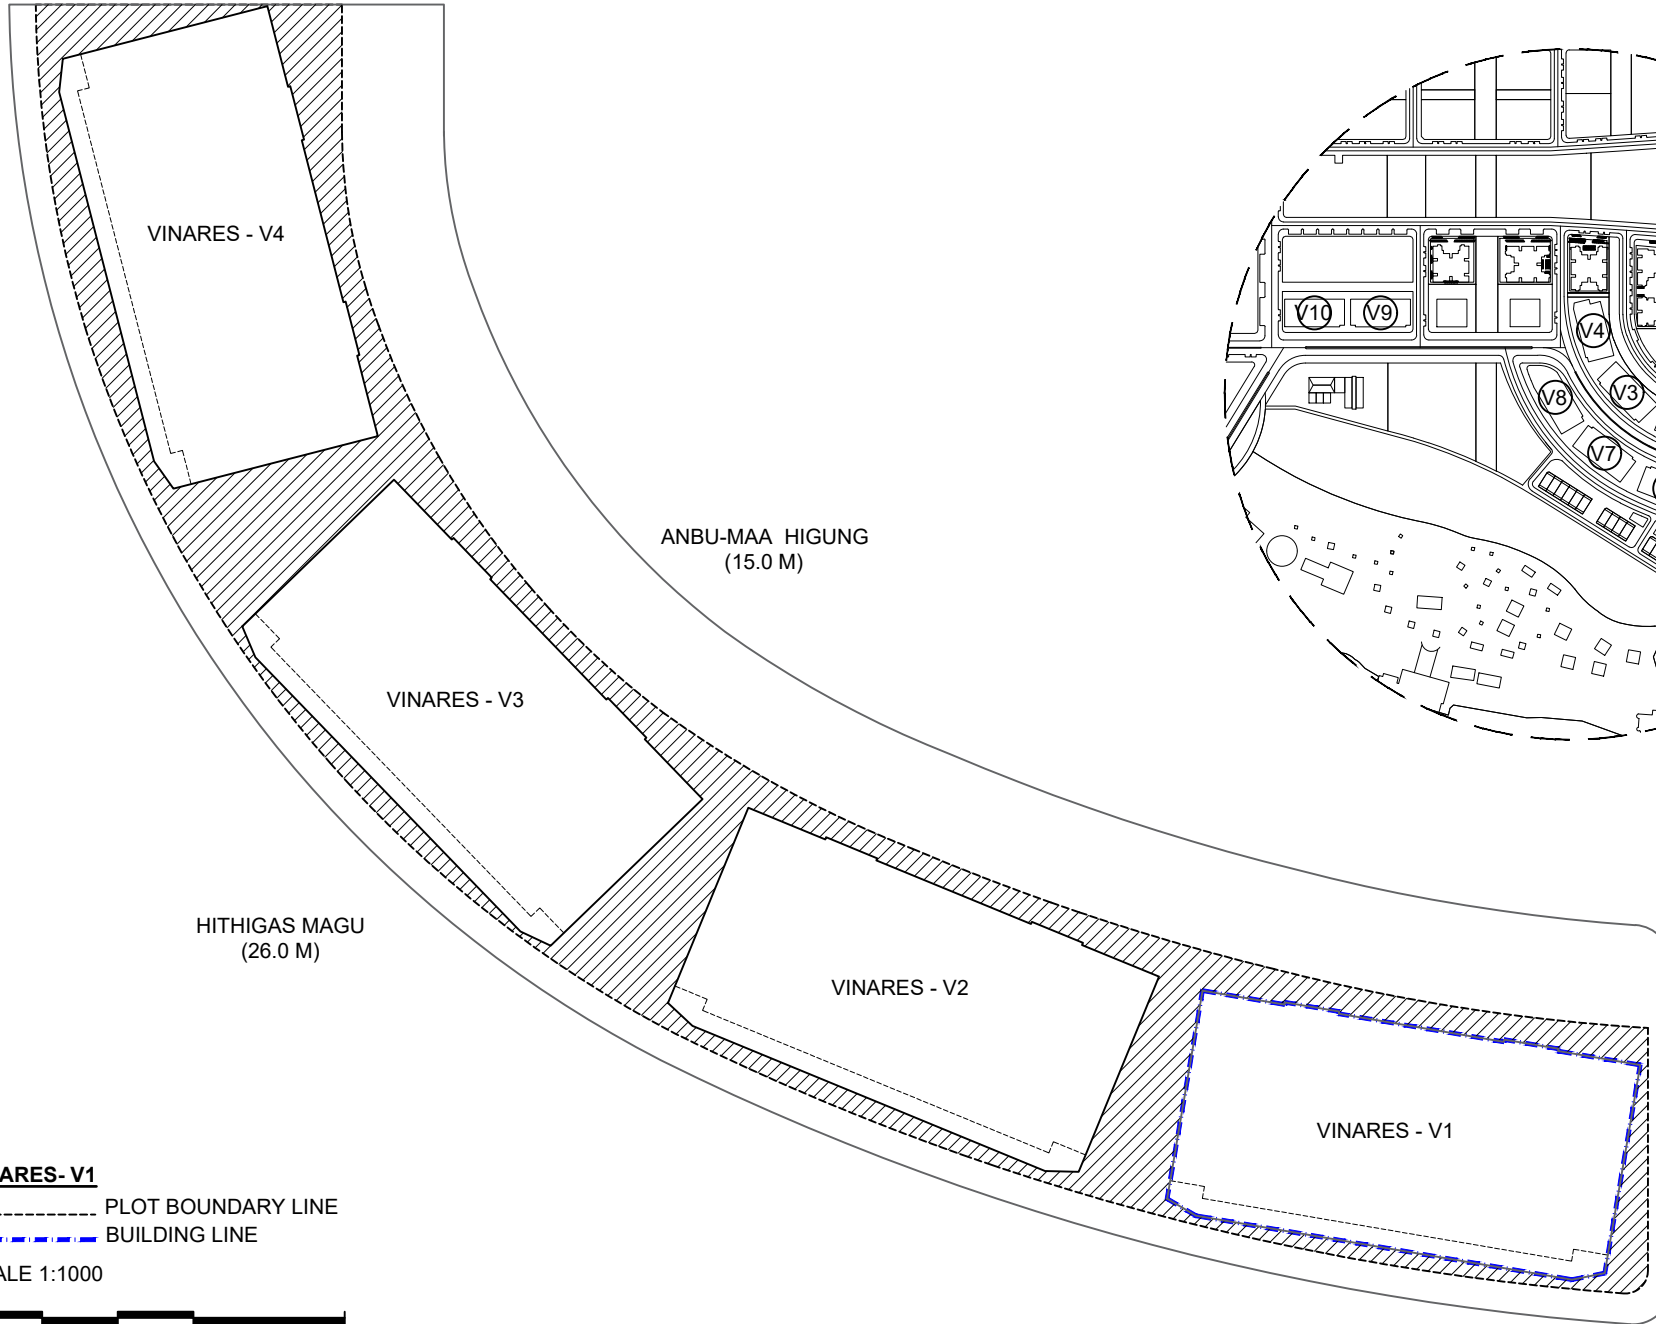 VINARES - V4
V10
V9
V4
V3
V8
V7
ANBU-MAA HIGUNG
(15.0 M)
VINARES - V3
HITHIGAS MAGU
(26.0 M)
VINARES - V2
VINARES - V1
ARES- V1
PLOT BOUNDARY LINE
BUILDING LINE
ALE 1:1000